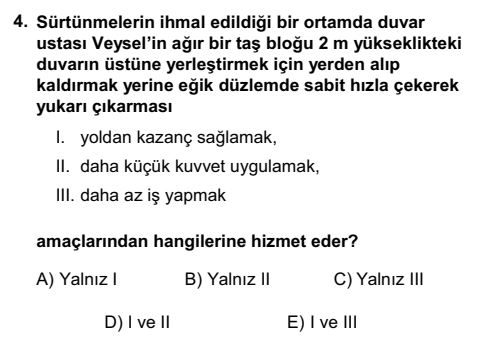 4. Sürtünmelerin ihmal edildiği bir ortamda duvar
ustası Veysel’in ağır bir taş bloğu 2 m yükseklikteki
duvarın üstüne yerleştirmek için yerden alıp
kaldırmak yerine eğik düzlemde sabit hızla çekerek
yukarı çıkarması
I. yoldan kazanç sağlamak,
II. daha küçük kuvvet uygulamak,
III. daha az iş yapmak
amaçlarından hangilerine hizmet eder?
A) Yalnız I B) Yalnız II C) Yalnız III
D) I ve II E) I ve III